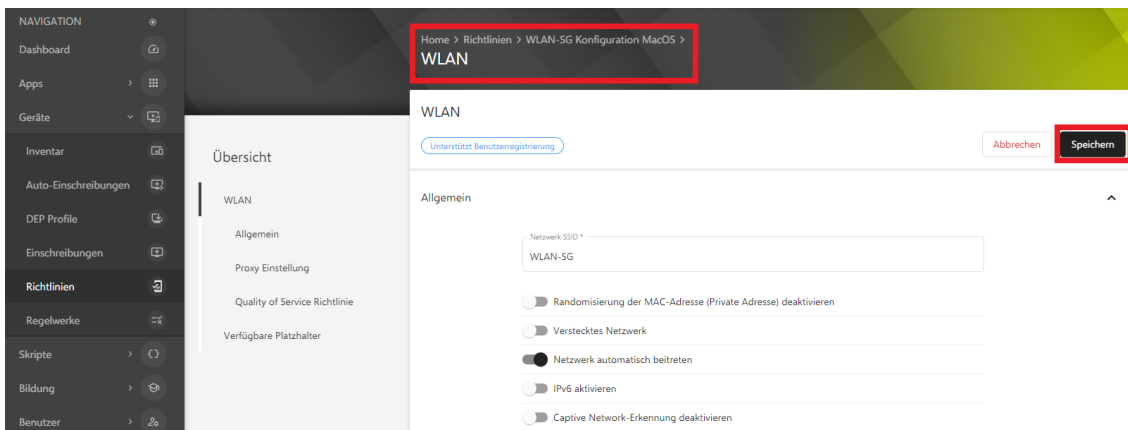 NAVIGATION
Dashboard
Apps
Geräte
Inventar
Auto-Einschreibungen
DEP Profile
Einschreibungen
Richtlinien
Regelwerke
Skripte
Bildung
Benutzer
Übersicht
WLAN
Allgemein
Proxy Einstellung
Quality of Service Richtlinie
Verfügbare Platzhalter
Home > Richtlinien > WLAN-SG Konfiguration MacOS >
WLAN
WLAN
Unterstützt Benutzerregistrierung
Abbrechen
Speichern
Allgemein
Netzwerk SSID *
WLAN-SG
Randomisierung der MAC-Adresse (Private Adresse) deaktivieren
Verstecktes Netzwerk
Netzwerk automatisch beitreten
IPv6 aktivieren
Captive Network-Erkennung deaktivieren